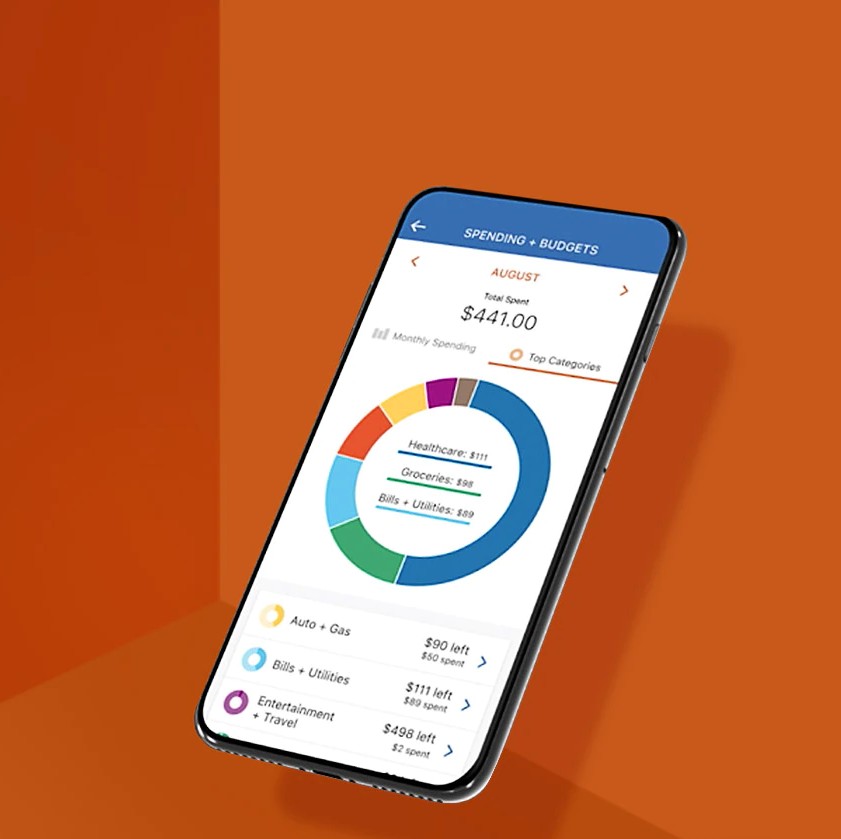 SPENDING + BUDGETS
AUGUST
Total Spent
$441.00
Monthly Spending
Top Categories
Healthcare: $111
Groceries: $98
Bills + Utilities: $89
Auto + Gas
$90 left
$50 spent
Bills + Utilities
$111 left
$89 spent
Entertainment
+ Travel
$498 left
$2 spent